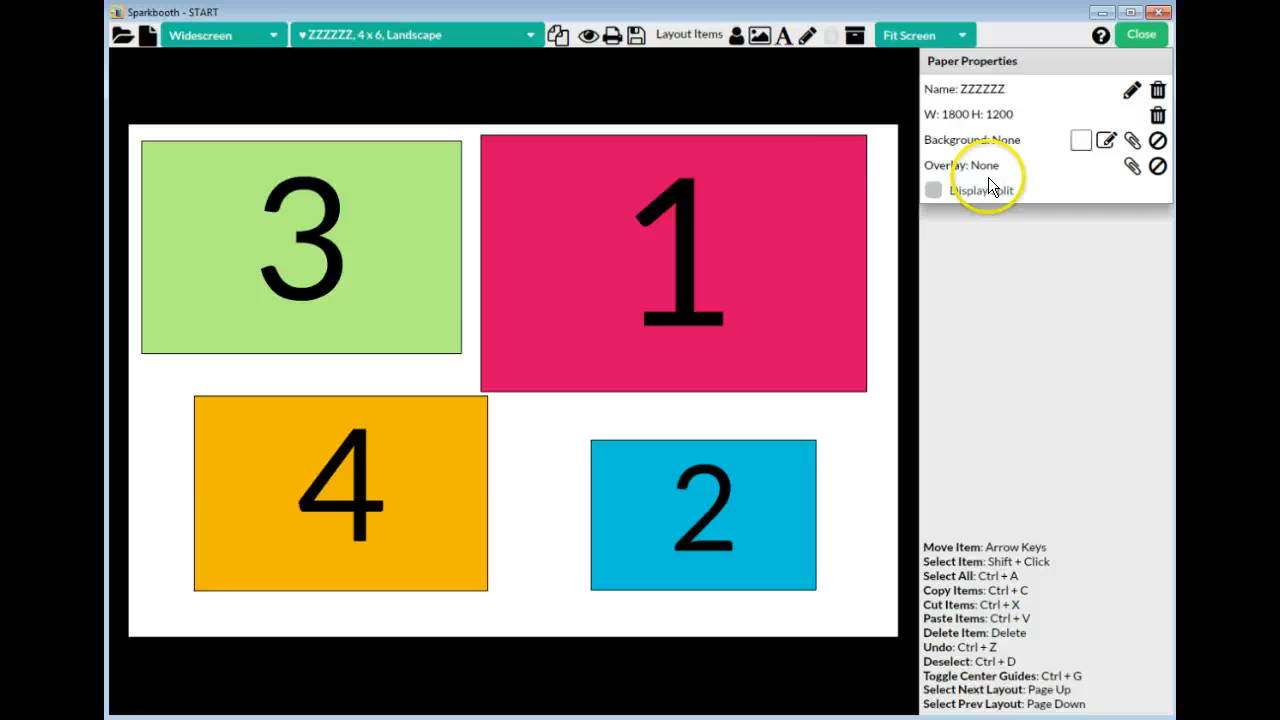 Sparkbooth - START
Widescreen
♥ ZZZZZZ, 4 x 6, Landscape
Layout Items
Fit Screen
Close
Paper Properties
Name: ZZZZZZ
W: 1800 H: 1200
Background: None
Overlay: None
Display split
3
1
4
2
Move Item: Arrow Keys
Select Item: Shift + Click
Select All: Ctrl + A
Copy Items: Ctrl + C
Cut Items: Ctrl + X
Paste Items: Ctrl + V
Delete Item: Delete
Undo: Ctrl + Z
Deselect: Ctrl + D
Toggle Center Guides: Ctrl + G
Select Next Layout: Page Up
Select Prev Layout: Page Down